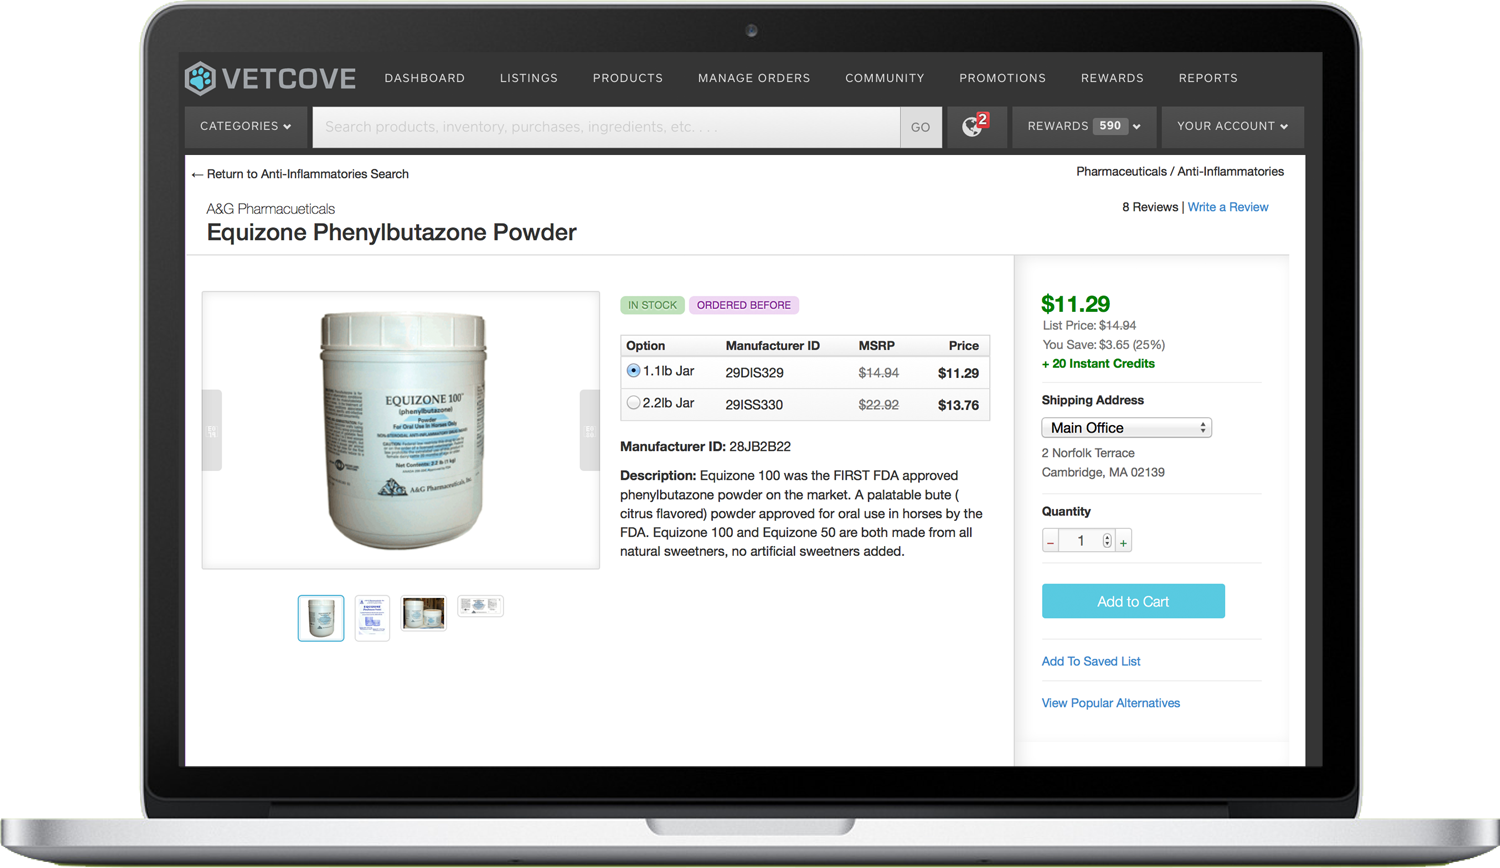 VETCOVE
DASHBOARD LISTINGS PRODUCTS MANAGE ORDERS COMMUNITY PROMOTIONS REWARDS REPORTS
CATEGORIES Search products, inventory, purchases, ingredients, etc. . . . GO 2 REWARDS 590 YOUR ACCOUNT
← Return to Anti-Inflammatories Search
Pharmaceuticals / Anti-Inflammatories
A&G Pharmacueticals
8 Reviews | Write a Review
Equizone Phenylbutazone Powder
EQUIZONE 100
(phenylbutazone)
Powder
For Oral Use In Horses Only
Net Contents: 2.2 lb (1 kg)
A&G Pharmaceuticals, Inc.
IN STOCK ORDERED BEFORE
Option Manufacturer ID MSRP Price
1.1lb Jar 29DIS329 $14.94 $11.29
2.2lb Jar 29ISS330 $22.92 $13.76
Manufacturer ID: 28JB2B22
Description: Equizone 100 was the FIRST FDA approved
phenylbutazone powder on the market. A palatable bute (
citrus flavored) powder approved for oral use in horses by the
FDA. Equizone 100 and Equizone 50 are both made from all
natural sweetners, no artificial sweetners added.
$11.29
List Price: $14.94
You Save: $3.65 (25%)
+ 20 Instant Credits
Shipping Address
Main Office
2 Norfolk Terrace
Cambridge, MA 02139
Quantity
– 1 +
Add to Cart
Add To Saved List
View Popular Alternatives